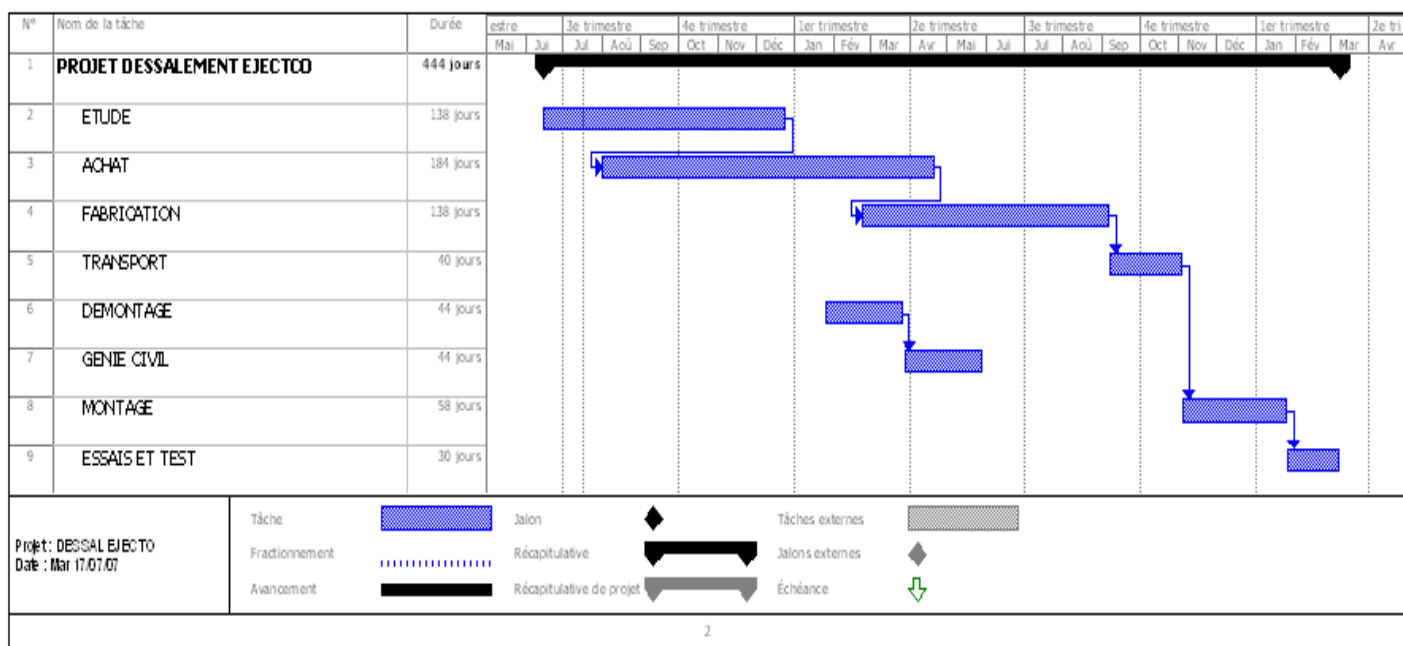 N° Nom de la tâche Durée estre 3e trimestre 4e trimestre 1er trimestre 2e trimestre 3e trimestre 4e trimestre 1er trimestre 2e tri
Mai Jui Jul Aoû Sep Oct Nov Déc Jan Fév Mar Avr Mai Jui Jul Aoû Sep Oct Nov Déc Jan Fév Mar Avr
1 PROJET DESSALEMENT EJECTCO 444 jours
2 ETUDE 138 jours
3 ACHAT 184 jours
4 FABRICATION 138 jours
5 TRANSPORT 40 jours
6 DEMONTAGE 44 jours
7 GENIE CIVIL 44 jours
8 MONTAGE 58 jours
9 ESSAIS ET TEST 30 jours
Projet : DESSAL EJECTO
Date : Mar 17/07/07
Tâche Jalon Tâches externes
Fractionnement Récapitulative Jalons externes
Avancement Récapitulative de projet Échéance
2